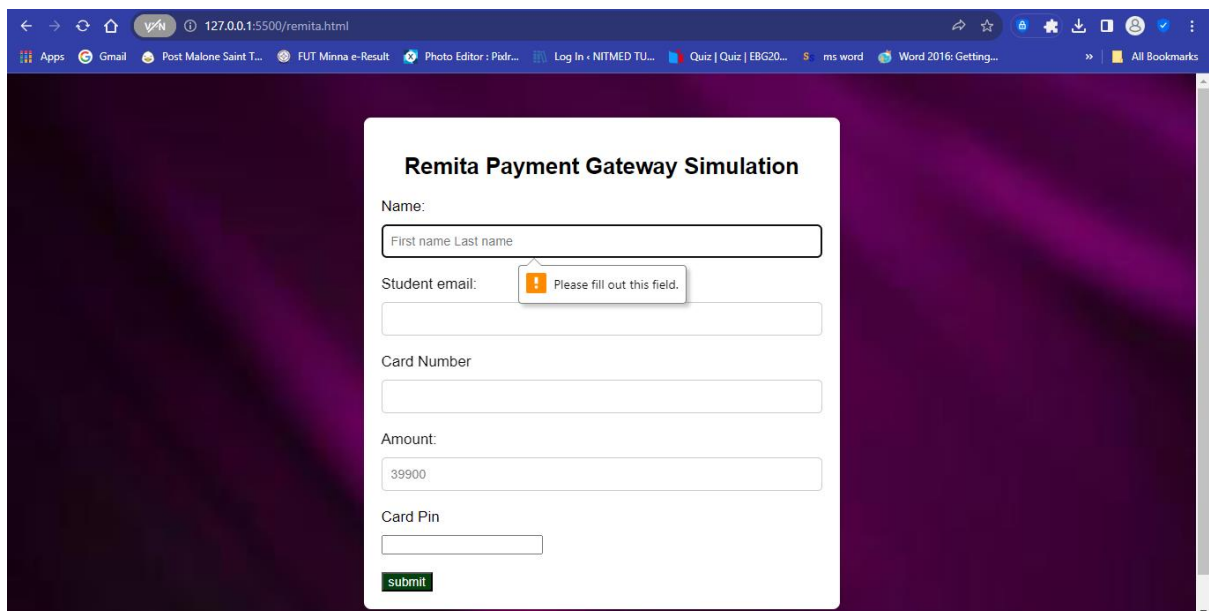 V/N 127.0.0.1:5500/remita.html
Apps Gmail Post Malone Saint T... FUT Minna e-Result Photo Editor : Pixlr... Log In ‹ NITMED TU... Quiz | Quiz | EBG20... S ms word Word 2016: Getting... » All Bookmarks
Remita Payment Gateway Simulation
Name:
First name Last name
Student email:
! Please fill out this field.
Card Number
Amount:
39900
Card Pin
submit